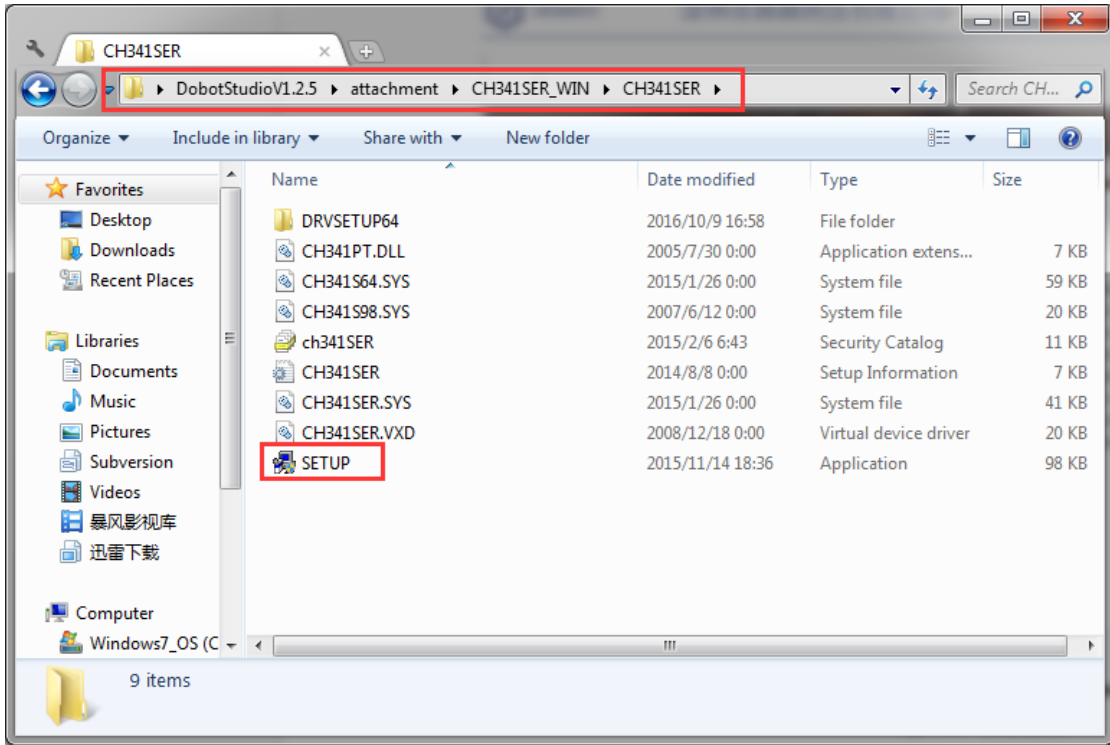 CH341SER
DobotStudioV1.2.5 attachment CH341SER_WIN CH341SER
Search CH...
Organize Include in library Share with New folder
Favorites
Desktop
Downloads
Recent Places
Libraries
Documents
Music
Pictures
Subversion
Videos
暴风影视库
迅雷下载
Computer
Windows7_OS (C
Name Date modified Type Size
DRVSETUP64 2016/10/9 16:58 File folder
CH341PT.DLL 2005/7/30 0:00 Application extens... 7 KB
CH341S64.SYS 2015/1/26 0:00 System file 59 KB
CH341S98.SYS 2007/6/12 0:00 System file 20 KB
ch341SER 2015/2/6 6:43 Security Catalog 11 KB
CH341SER 2014/8/8 0:00 Setup Information 7 KB
CH341SER.SYS 2015/1/26 0:00 System file 41 KB
CH341SER.VXD 2008/12/18 0:00 Virtual device driver 20 KB
SETUP 2015/11/14 18:36 Application 98 KB
9 items